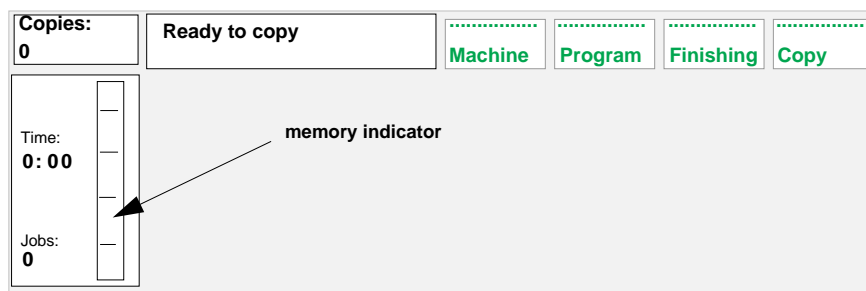 Copies:
0
Ready to copy
Machine
Program
Finishing
Copy
Time:
0:00
Jobs:
0
memory indicator